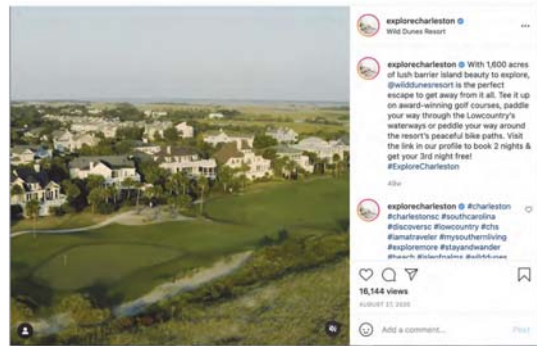 explorecharleston
Wild Dunes Resort
explorecharleston With 1,600 acres
of lush barrier island beauty to explore,
@wilddunesresort is the perfect
escape to get away from it all. Tee it up
on award-winning golf courses, paddle
your way through the Lowcountry's
waterways or peddle your way around
the resort's peaceful bike paths. Visit
the link in our profile to book 2 nights &
get your 3rd night free!
#ExploreCharleston
49w
explorecharleston #charleston
#charlestonsc #southcarolina
#discoversc #lowcountry #chs
#iamatraveler #mysouthernliving
#exploremore #stayandwander
#beach #isleofpalms #wilddunes
16,144 views
AUGUST 27, 2020
Add a comment...
Post